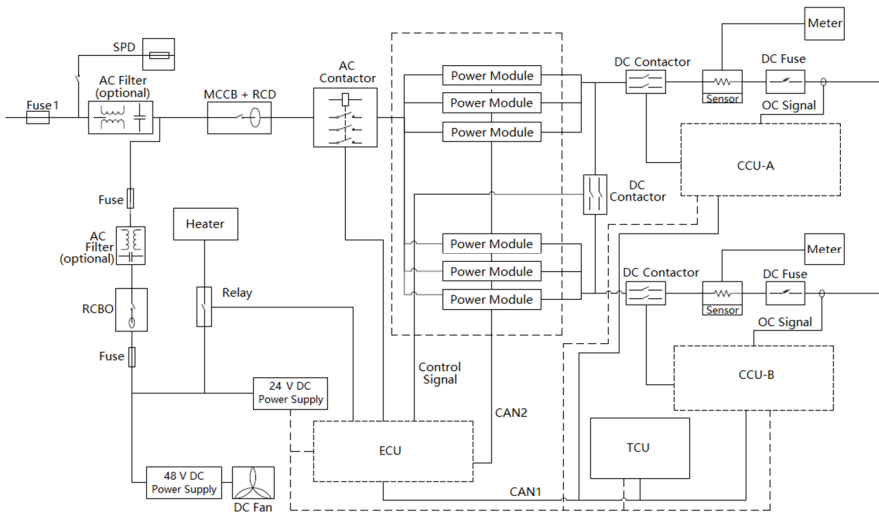 Meter
SPD
AC Filter
(optional)
Fuse1
MCCB + RCD
AC
Contactor
Power Module
Power Module
Power Module
DC Contactor
DC Fuse
Sensor
OC Signal
CCU-A
Fuse
Heater
DC
Contactor
AC
Filter
(optional)
Power Module
Power Module
Power Module
Meter
DC Contactor
DC Fuse
Sensor
OC Signal
Relay
RCBO
Fuse
Control
Signal
CCU-B
24 V DC
Power Supply
CAN2
ECU
TCU
48 V DC
Power Supply
DC Fan
CAN1